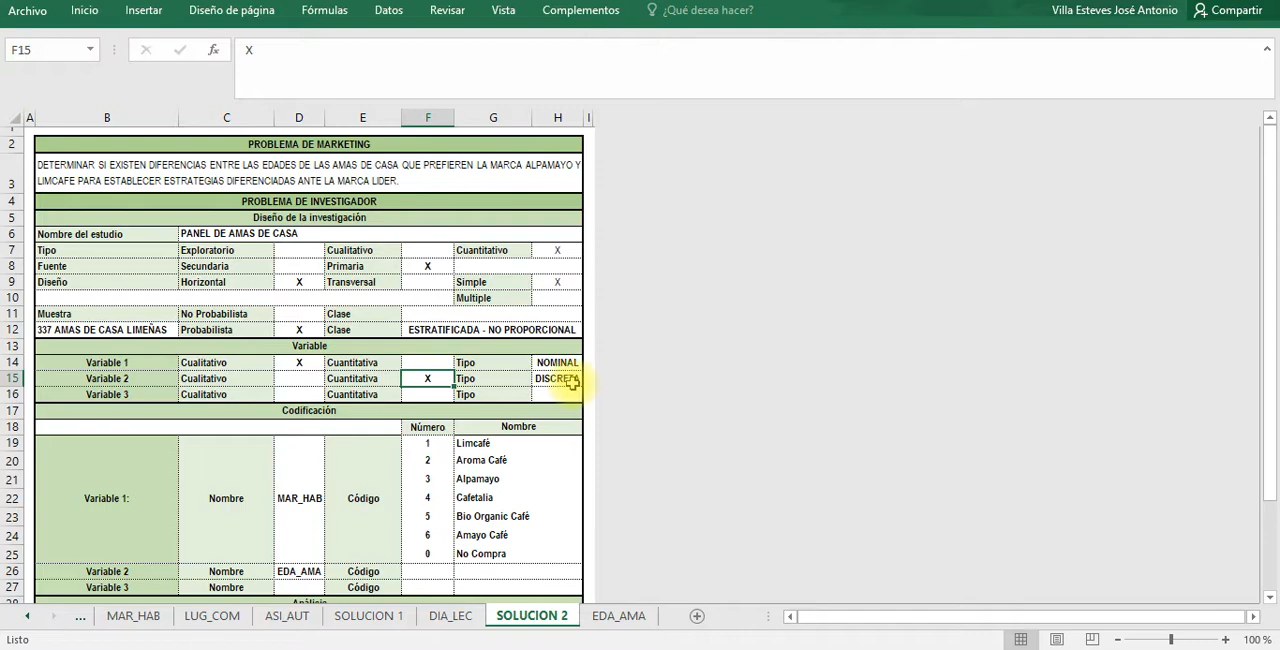 Archivo Inicio Insertar Diseño de página Fórmulas Datos Revisar Vista Complementos ¿Qué desea hacer? Villa Esteves José Antonio Compartir
F15 fx X
A B C D E F G H I
2 PROBLEMA DE MARKETING
DETERMINAR SI EXISTEN DIFERENCIAS ENTRE LAS EDADES DE LAS AMAS DE CASA QUE PREFIEREN LA MARCA ALPAMAYO Y
3 LIMCAFE PARA ESTABLECER ESTRATEGIAS DIFERENCIADAS ANTE LA MARCA LIDER.
4 PROBLEMA DE INVESTIGADOR
5 Diseño de la investigación
6 Nombre del estudio PANEL DE AMAS DE CASA
7 Tipo Exploratorio Cualitativo Cuantitativo X
8 Fuente Secundaria Primaria X
9 Diseño Horizontal X Transversal Simple X
10 Multiple
11 Muestra No Probabilista Clase
12 337 AMAS DE CASA LIMEÑAS Probabilista X Clase ESTRATIFICADA - NO PROPORCIONAL
13 Variable
14 Variable 1 Cualitativo X Cuantitativa Tipo NOMINAL
15 Variable 2 Cualitativo Cuantitativa X Tipo DISCRETA
16 Variable 3 Cualitativo Cuantitativa Tipo
17 Codificación
18 Número Nombre
19 1 Limcafé
20 2 Aroma Café
21 3 Alpamayo
22 Variable 1: Nombre MAR_HAB Código 4 Cafetalia
23 5 Bio Organic Café
24 6 Amayo Café
25 0 No Compra
26 Variable 2 Nombre EDA_AMA Código
27 Variable 3 Nombre Código
28 Análisis
... MAR_HAB LUG_COM ASI_AUT SOLUCION 1 DIA_LEC SOLUCION 2 EDA_AMA
Listo 100 %